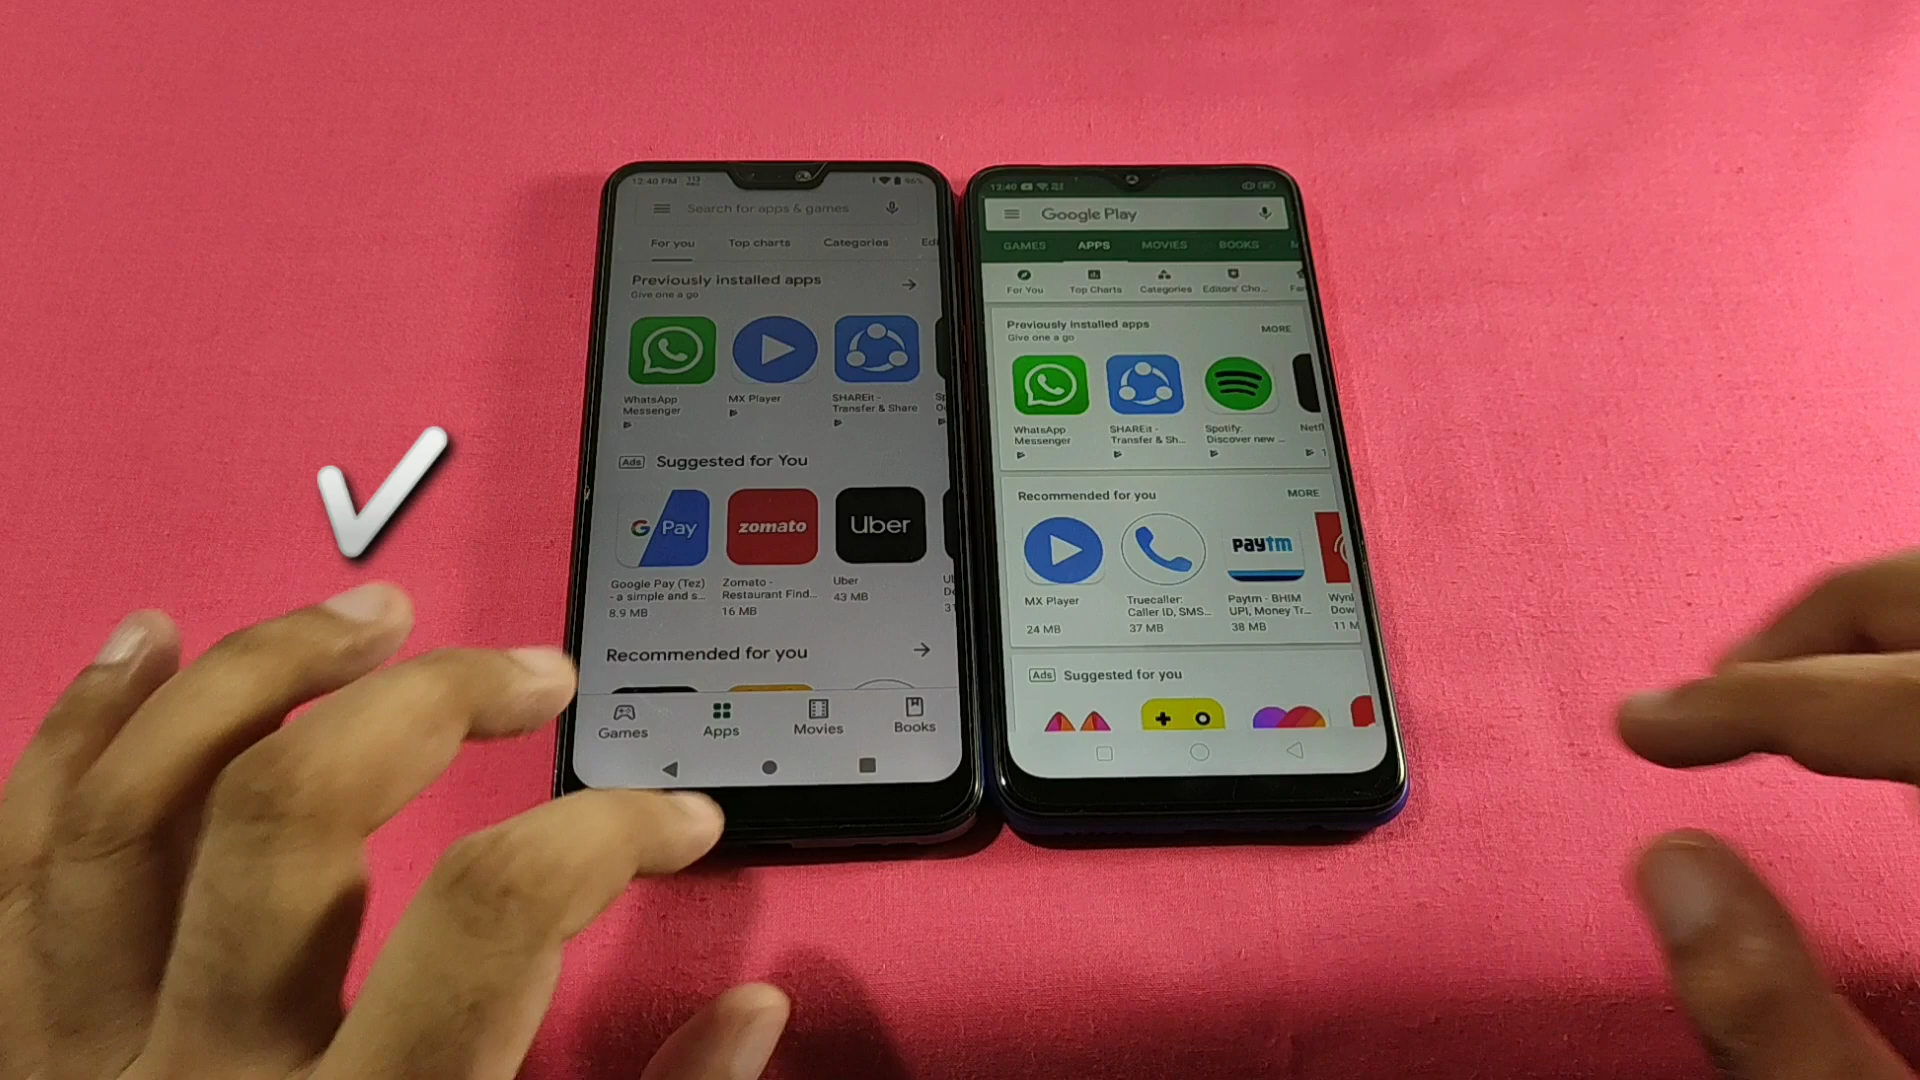 12:40 PM
96%
Search for apps & games
For you
Top charts
Categories
Previously installed apps
Give one a go
WhatsApp
Messenger
MX Player
SHAREit -
Transfer & Share
Ads
Suggested for You
G Pay
zomato
Uber
Google Pay (Tez)
- a simple and s...
8.9 MB
Zomato -
Restaurant Find...
16 MB
Uber
43 MB
Recommended for you
Games
Apps
Movies
Books
12:40
Google Play
GAMES
APPS
MOVIES
BOOKS
For You
Top Charts
Categories
Editors' Cho...
Previously installed apps
Give one a go
MORE
WhatsApp
Messenger
SHAREit -
Transfer & Sh...
Spotify:
Discover new ...
Netfl
Recommended for you
MORE
paytm
MX Player
24 MB
Truecaller:
Caller ID, SMS...
37 MB
Paytm - BHIM
UPI, Money Tr...
38 MB
Wynk
Dow
11 M
Ads
Suggested for you